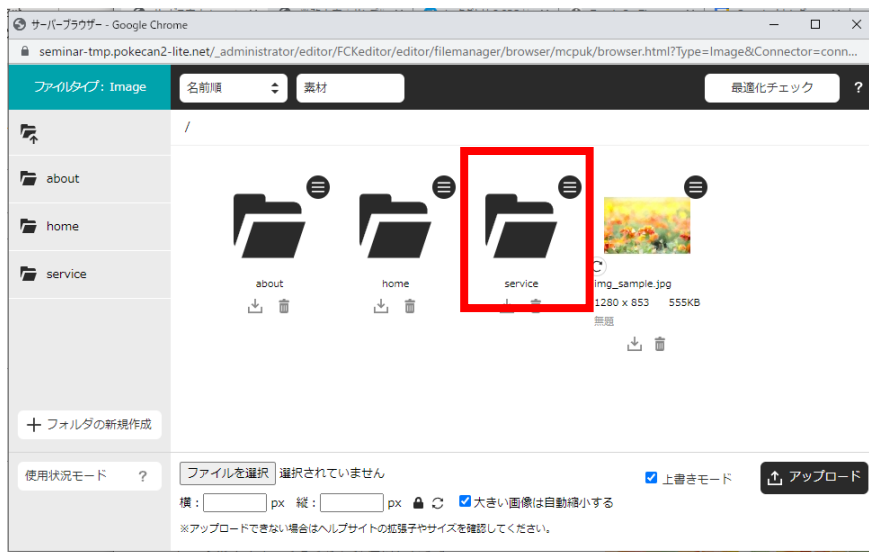 サーバーブラウザー - Google Chrome
seminar-tmp.pokecan2-lite.net/_administrator/editor/FCKeditor/editor/filemanager/browser/mcpuk/browser.html?Type=Image&Connector=conn...
ファイルタイプ: Image
名前順
素材
最適化チェック
?
/
about
home
service
about
home
service
img_sample.jpg
1280 x 853 555KB
無題
フォルダの新規作成
使用状況モード ?
ファイルを選択 選択されていません
上書きモード
アップロード
横: px 縦: px 大きい画像は自動縮小する
※アップロードできない場合はヘルプサイトの拡張子やサイズを確認してください。